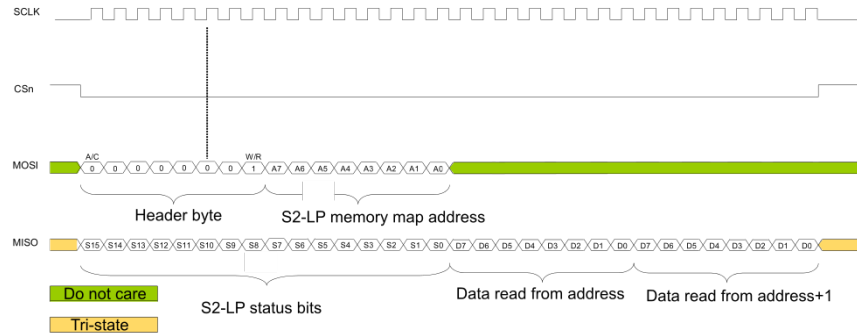 SCLK
CSn
A/C W/R
MOSI 0 0 0 0 0 0 0 1 A7 A6 A5 A4 A3 A2 A1 A0
Header byte S2-LP memory map address
MISO S15 S14 S13 S12 S11 S10 S9 S8 S7 S6 S5 S4 S3 S2 S1 S0 D7 D6 D5 D4 D3 D2 D1 D0 D7 D6 D5 D4 D3 D2 D1 D0
Do not care S2-LP status bits Data read from address Data read from address+1
Tri-state